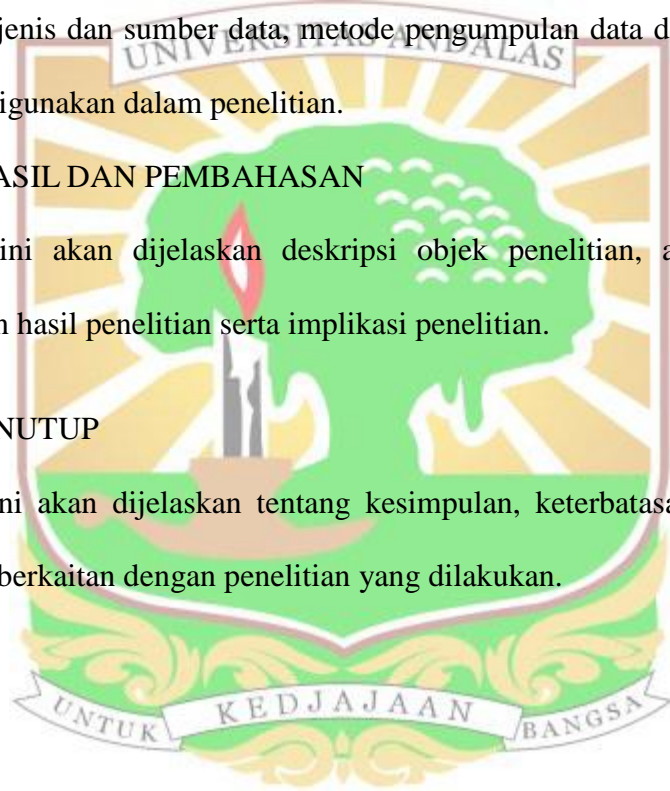 jenis dan sumber data, metode pengumpulan data d
UNIVERSITAS ANDALAS
igunakan dalam penelitian.
ASIL DAN PEMBAHASAN
ini akan dijelaskan deskripsi objek penelitian, a
n hasil penelitian serta implikasi penelitian.
NUTUP
ni akan dijelaskan tentang kesimpulan, keterbatasa
berkaitan dengan penelitian yang dilakukan.
UNTUK KEDJAJAAN BANGSA